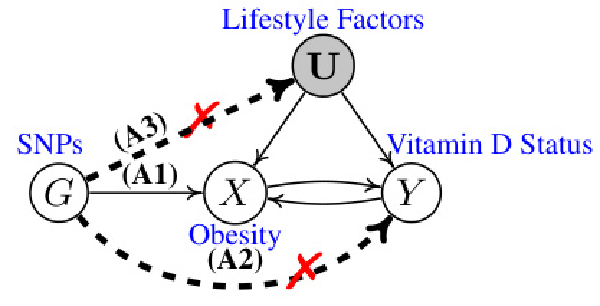 Lifestyle Factors
U
(A3)
SNPs
Vitamin D Status
(A1)
G
X
Y
Obesity
(A2)